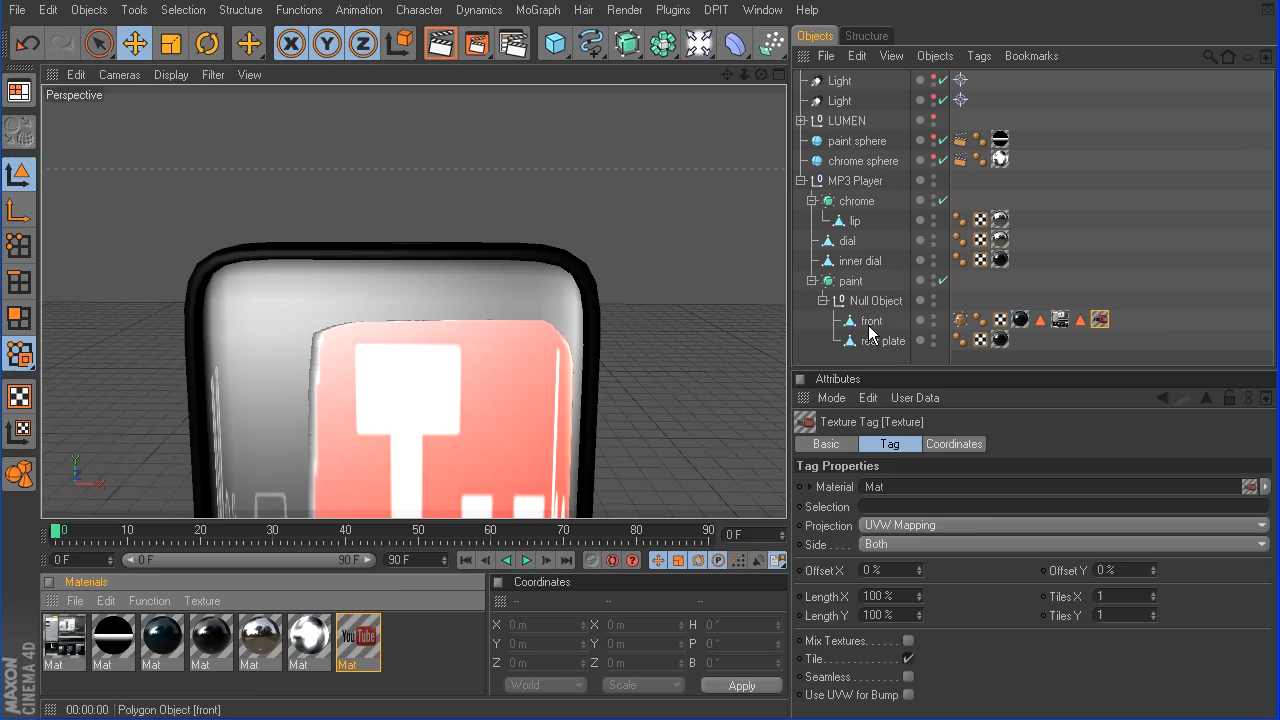 File Edit Objects Tools Selection Structure Functions Animation Character Dynamics MoGraph Hair Render Plugins DPIT Window Help
Objects Structure
File Edit View Objects Tags Bookmarks
Edit Cameras Display Filter View
Perspective
Light
Light
LUMEN
paint sphere
chrome sphere
MP3 Player
chrome
lip
dial
inner dial
paint
Null Object
front
plate
Attributes
Mode Edit User Data
Texture Tag [Texture]
Basic Tag Coordinates
Tag Properties
Material Mat
Selection
Projection UVW Mapping
Side Both
Offset X 0 % Offset Y 0 %
Length X 100 % Tiles X 1
Length Y 100 % Tiles Y 1
Mix Textures
Tile
Seamless
Use UVW for Bump
0 10 20 30 40 50 60 70 80 90 0 F
0 F 0 F 90 F 90 F
Materials
File Edit Function Texture
You Tube
Mat Mat Mat Mat Mat Mat Mat
Coordinates
-- -- --
X 0 m X 0 m H 0 °
Y 0 m Y 0 m P 0 °
Z 0 m Z 0 m B 0 °
World Scale Apply
MAXON
CINEMA 4D
00:00:00 Polygon Object [front]